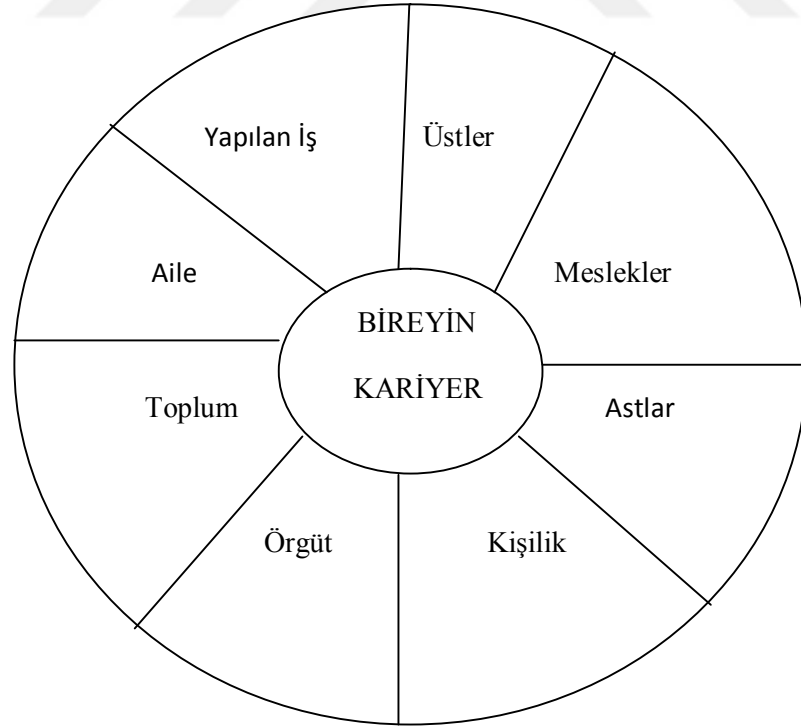 Yapılan İş
Üstler
Aile
Meslekler
BİREYİN
KARİYER
Toplum
Astlar
Örgüt
Kişilik